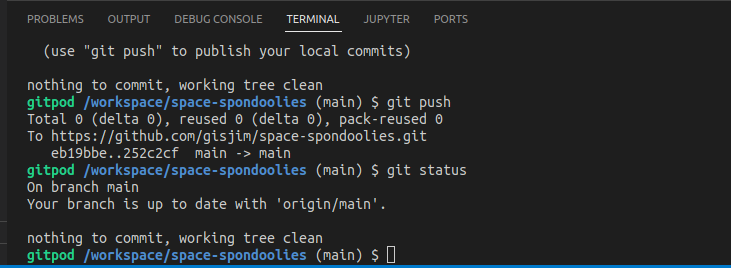 PROBLEMS OUTPUT DEBUG CONSOLE TERMINAL JUPYTER PORTS
(use "git push" to publish your local commits)
nothing to commit, working tree clean
gitpod /workspace/space-spondoolies (main) $ git push
Total 0 (delta 0), reused 0 (delta 0), pack-reused 0
To https://github.com/gisjim/space-spondoolies.git
eb19bbe..252c2cf main -> main
gitpod /workspace/space-spondoolies (main) $ git status
On branch main
Your branch is up to date with 'origin/main'.
nothing to commit, working tree clean
gitpod /workspace/space-spondoolies (main) $